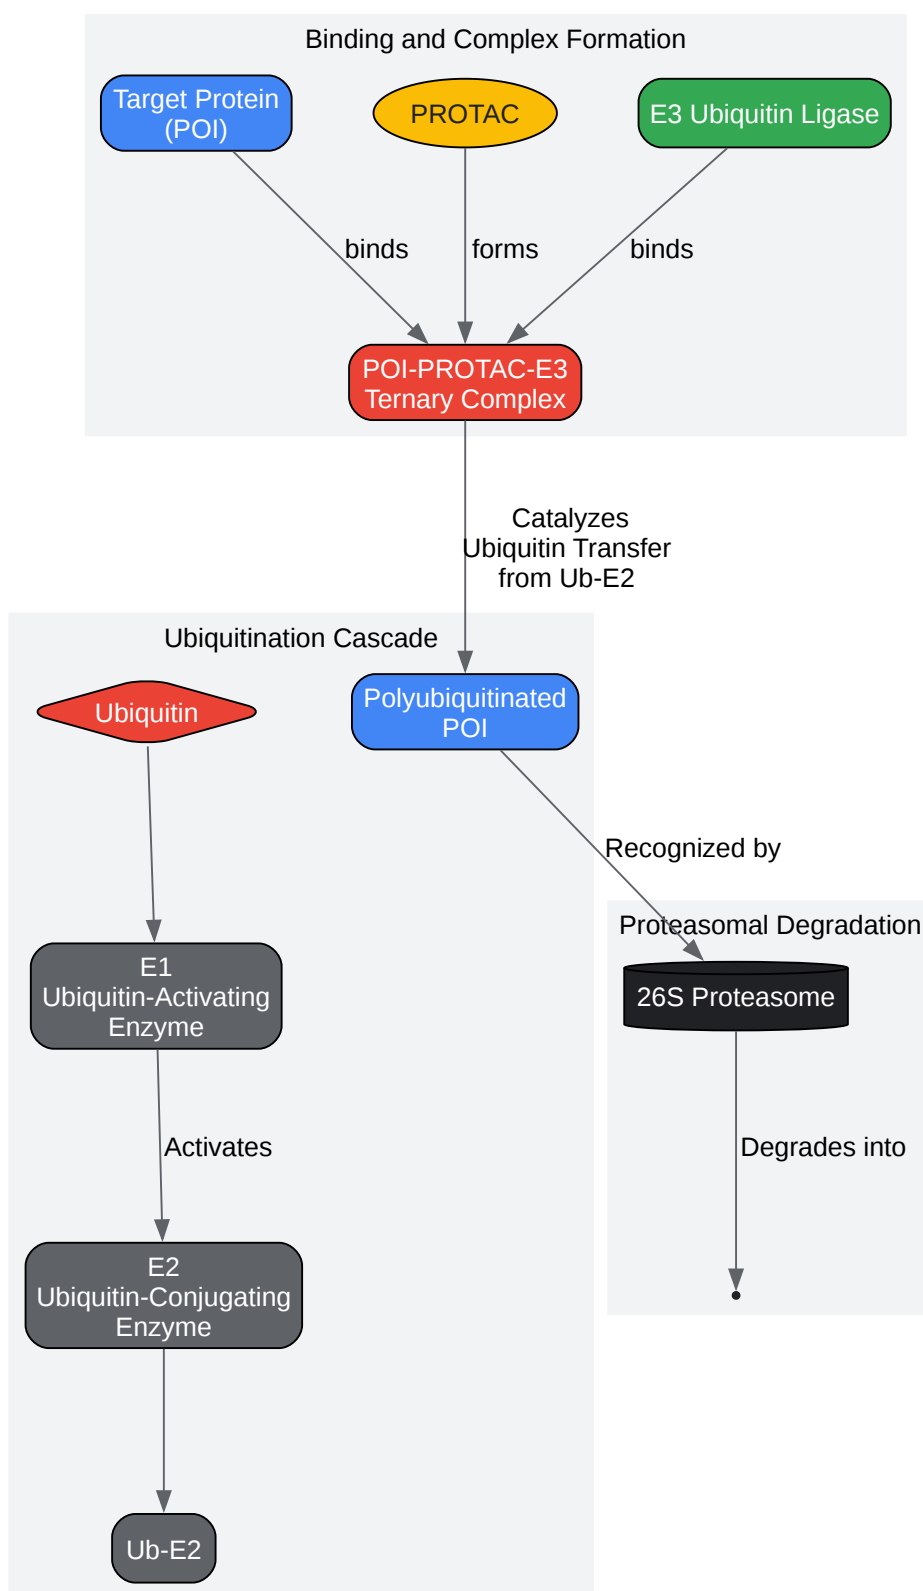 Binding and Complex Formation
Target Protein
(POI)
PROTAC
E3 Ubiquitin Ligase
binds
forms
binds
POI-PROTAC-E3
Ternary Complex
Catalyzes
Ubiquitin Transfer
from Ub-E2
Ubiquitination Cascade
Ubiquitin
Polyubiquitinated
POI
Recognized by
Proteasomal Degradation
26S Proteasome
E1
Ubiquitin-Activating
Enzyme
Activates
Degrades into
E2
Ubiquitin-Conjugating
Enzyme
Ub-E2